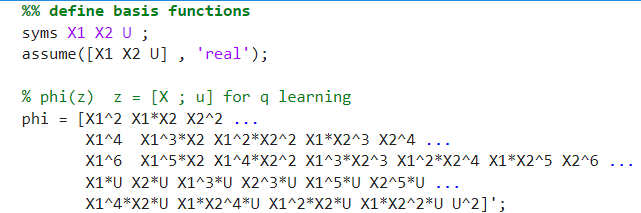 %% define basis functions
syms X1 X2 U ;
assume([X1 X2 U] , 'real');
% phi(z)  z = [X ; u] for q learning
phi = [X1^2 X1*X2 X2^2 ...
X1^4  X1^3*X2 X1^2*X2^2 X1*X2^3 X2^4 ...
X1^6  X1^5*X2 X1^4*X2^2 X1^3*X2^3 X1^2*X2^4 X1*X2^5 X2^6 ...
X1*U X2*U X1^3*U X2^3*U X1^5*U X2^5*U ...
X1^4*X2*U X1*X2^4*U X1^2*X2*U X1*X2^2*U U^2]';